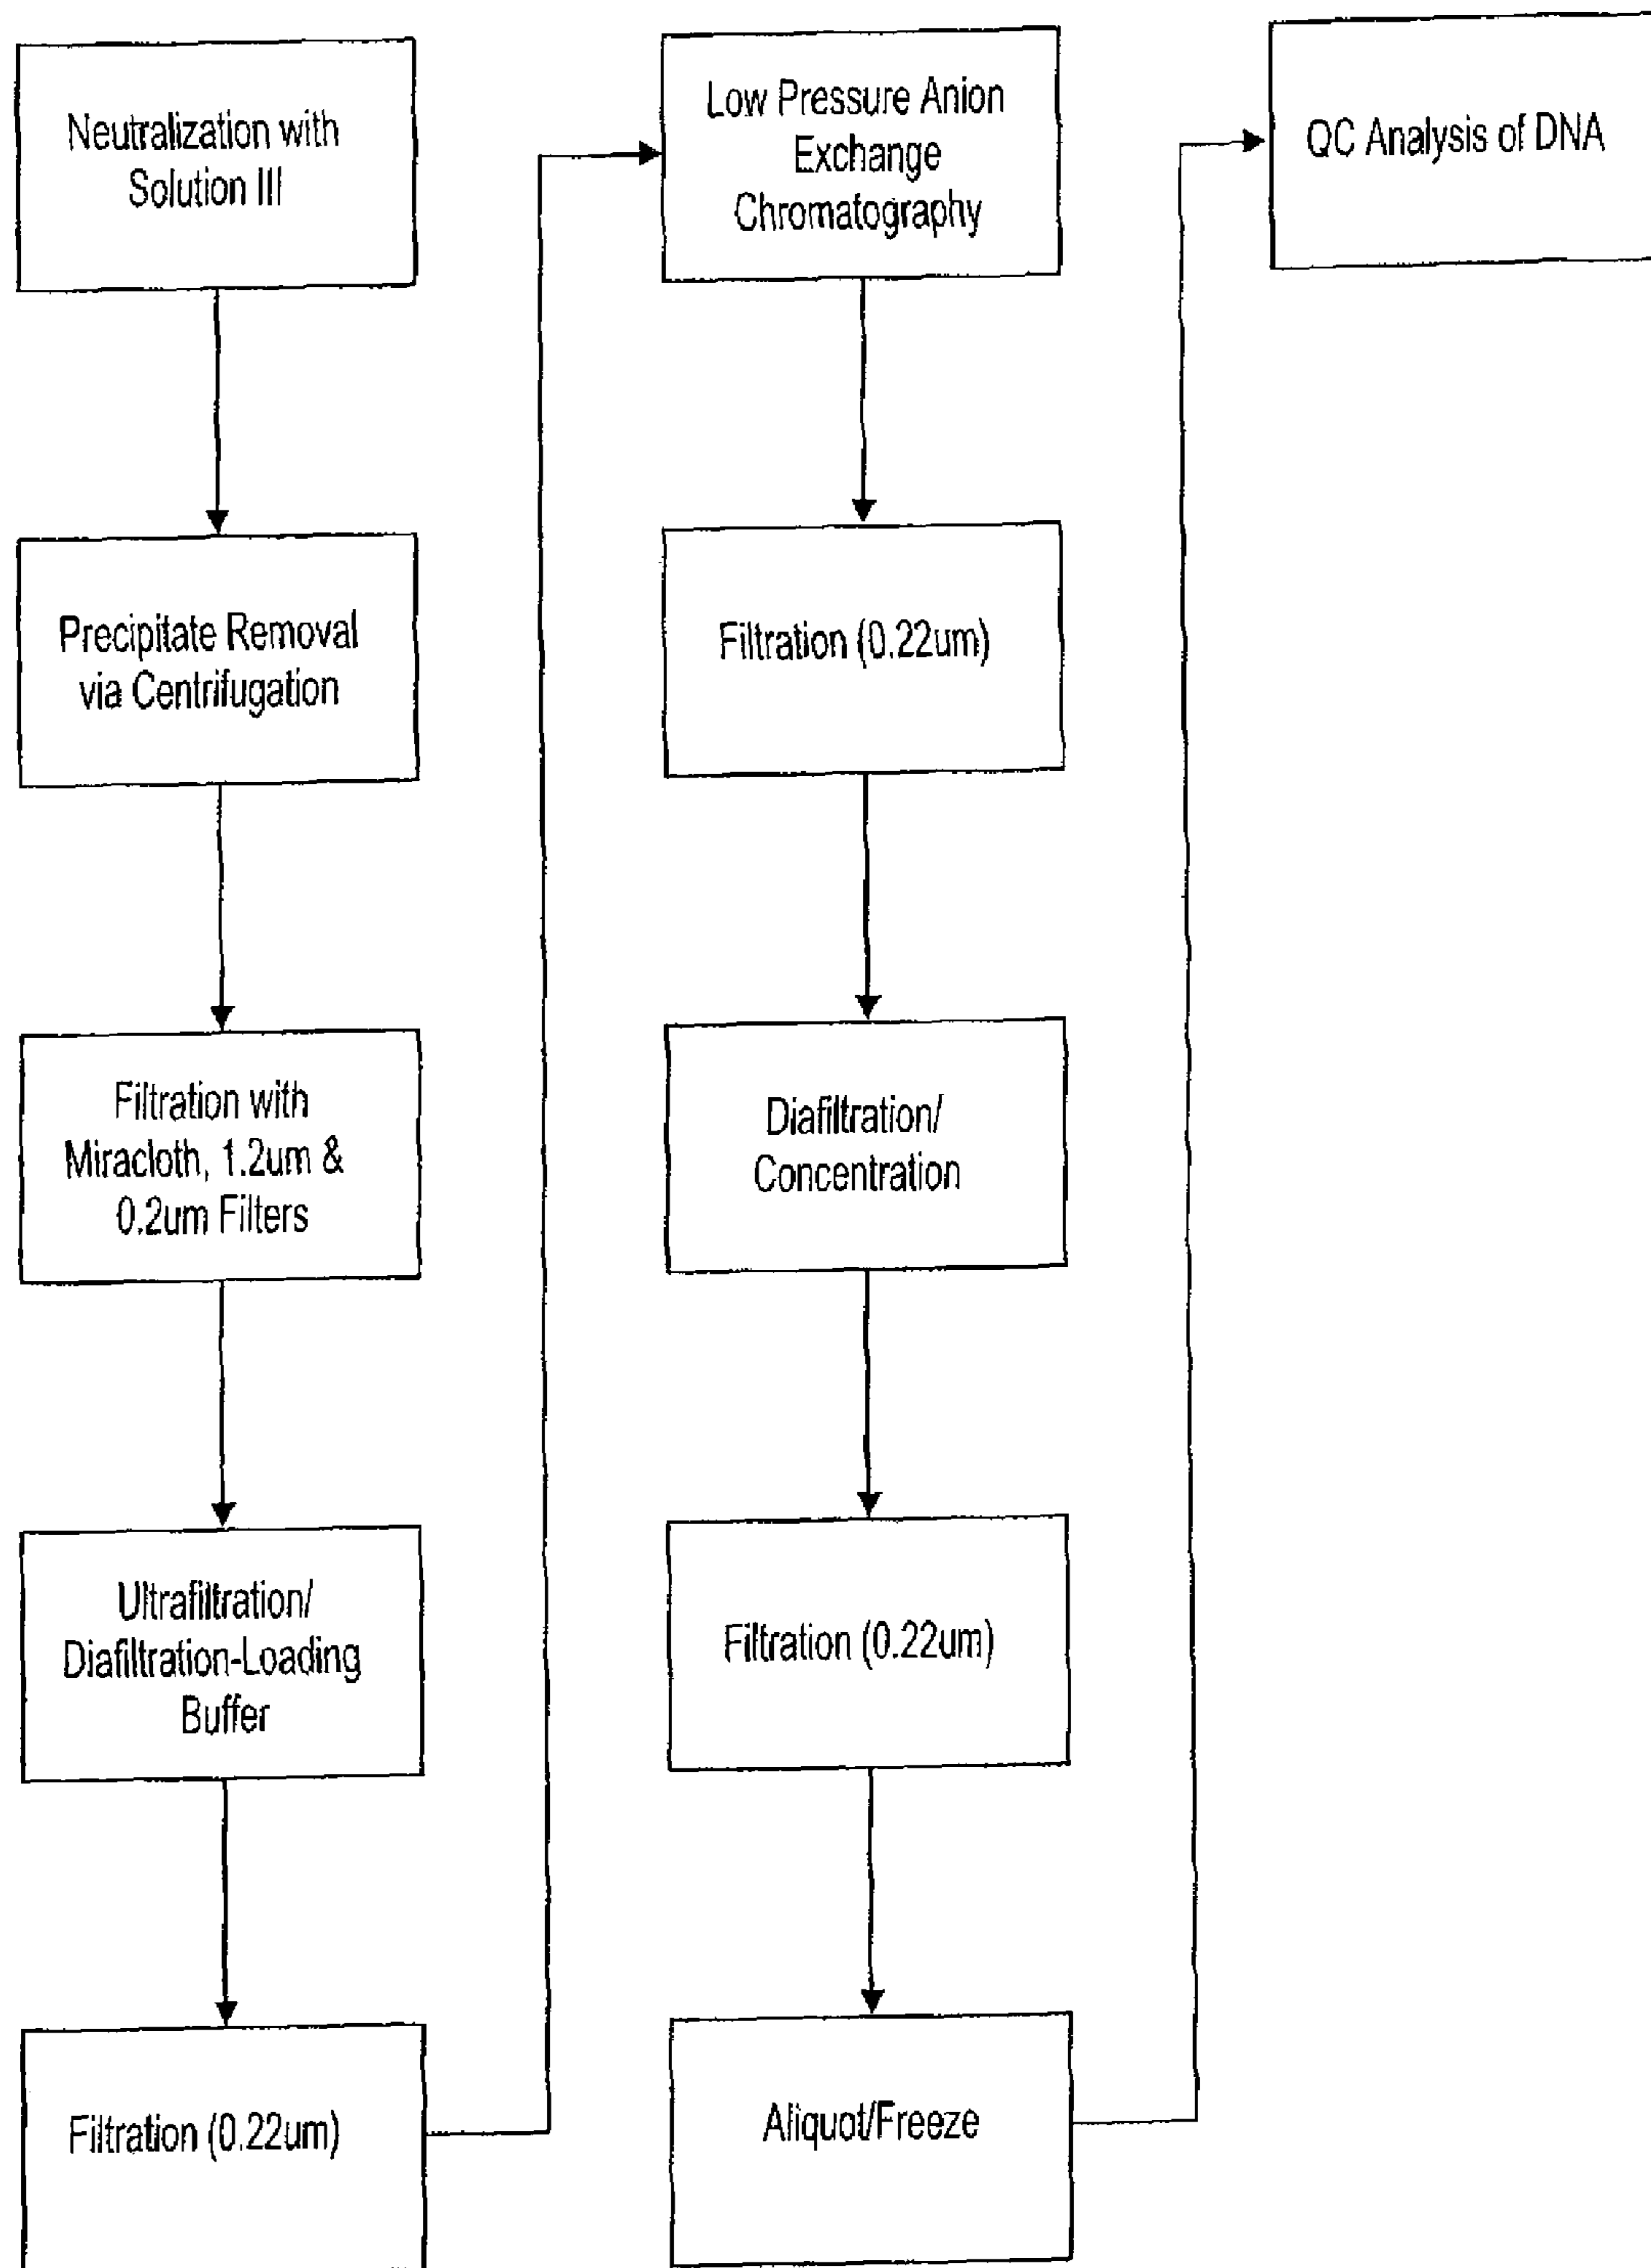 Neutralization with
Solution III
Precipitate Removal
via Centrifugation
Filtration with
Miracloth, 1.2um &
0.2um Filters
Ultrafiltration/
Diafiltration-Loading
Buffer
Filtration (0.22um)
Low Pressure Anion
Exchange
Chromatography
Filtration (0.22um)
Diafiltration/
Concentration
Filtration (0.22um)
Aliquot/Freeze
QC Analysis of DNA